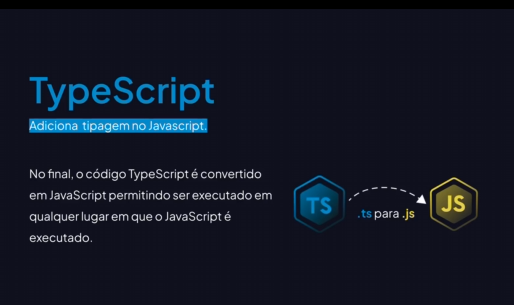 TypeScript
Adiciona tipagem no Javascript.
No final, o código TypeScript é convertido
em JavaScript permitindo ser executado em
qualquer lugar em que o JavaScript é
executado.
TS
.ts para .js
JS